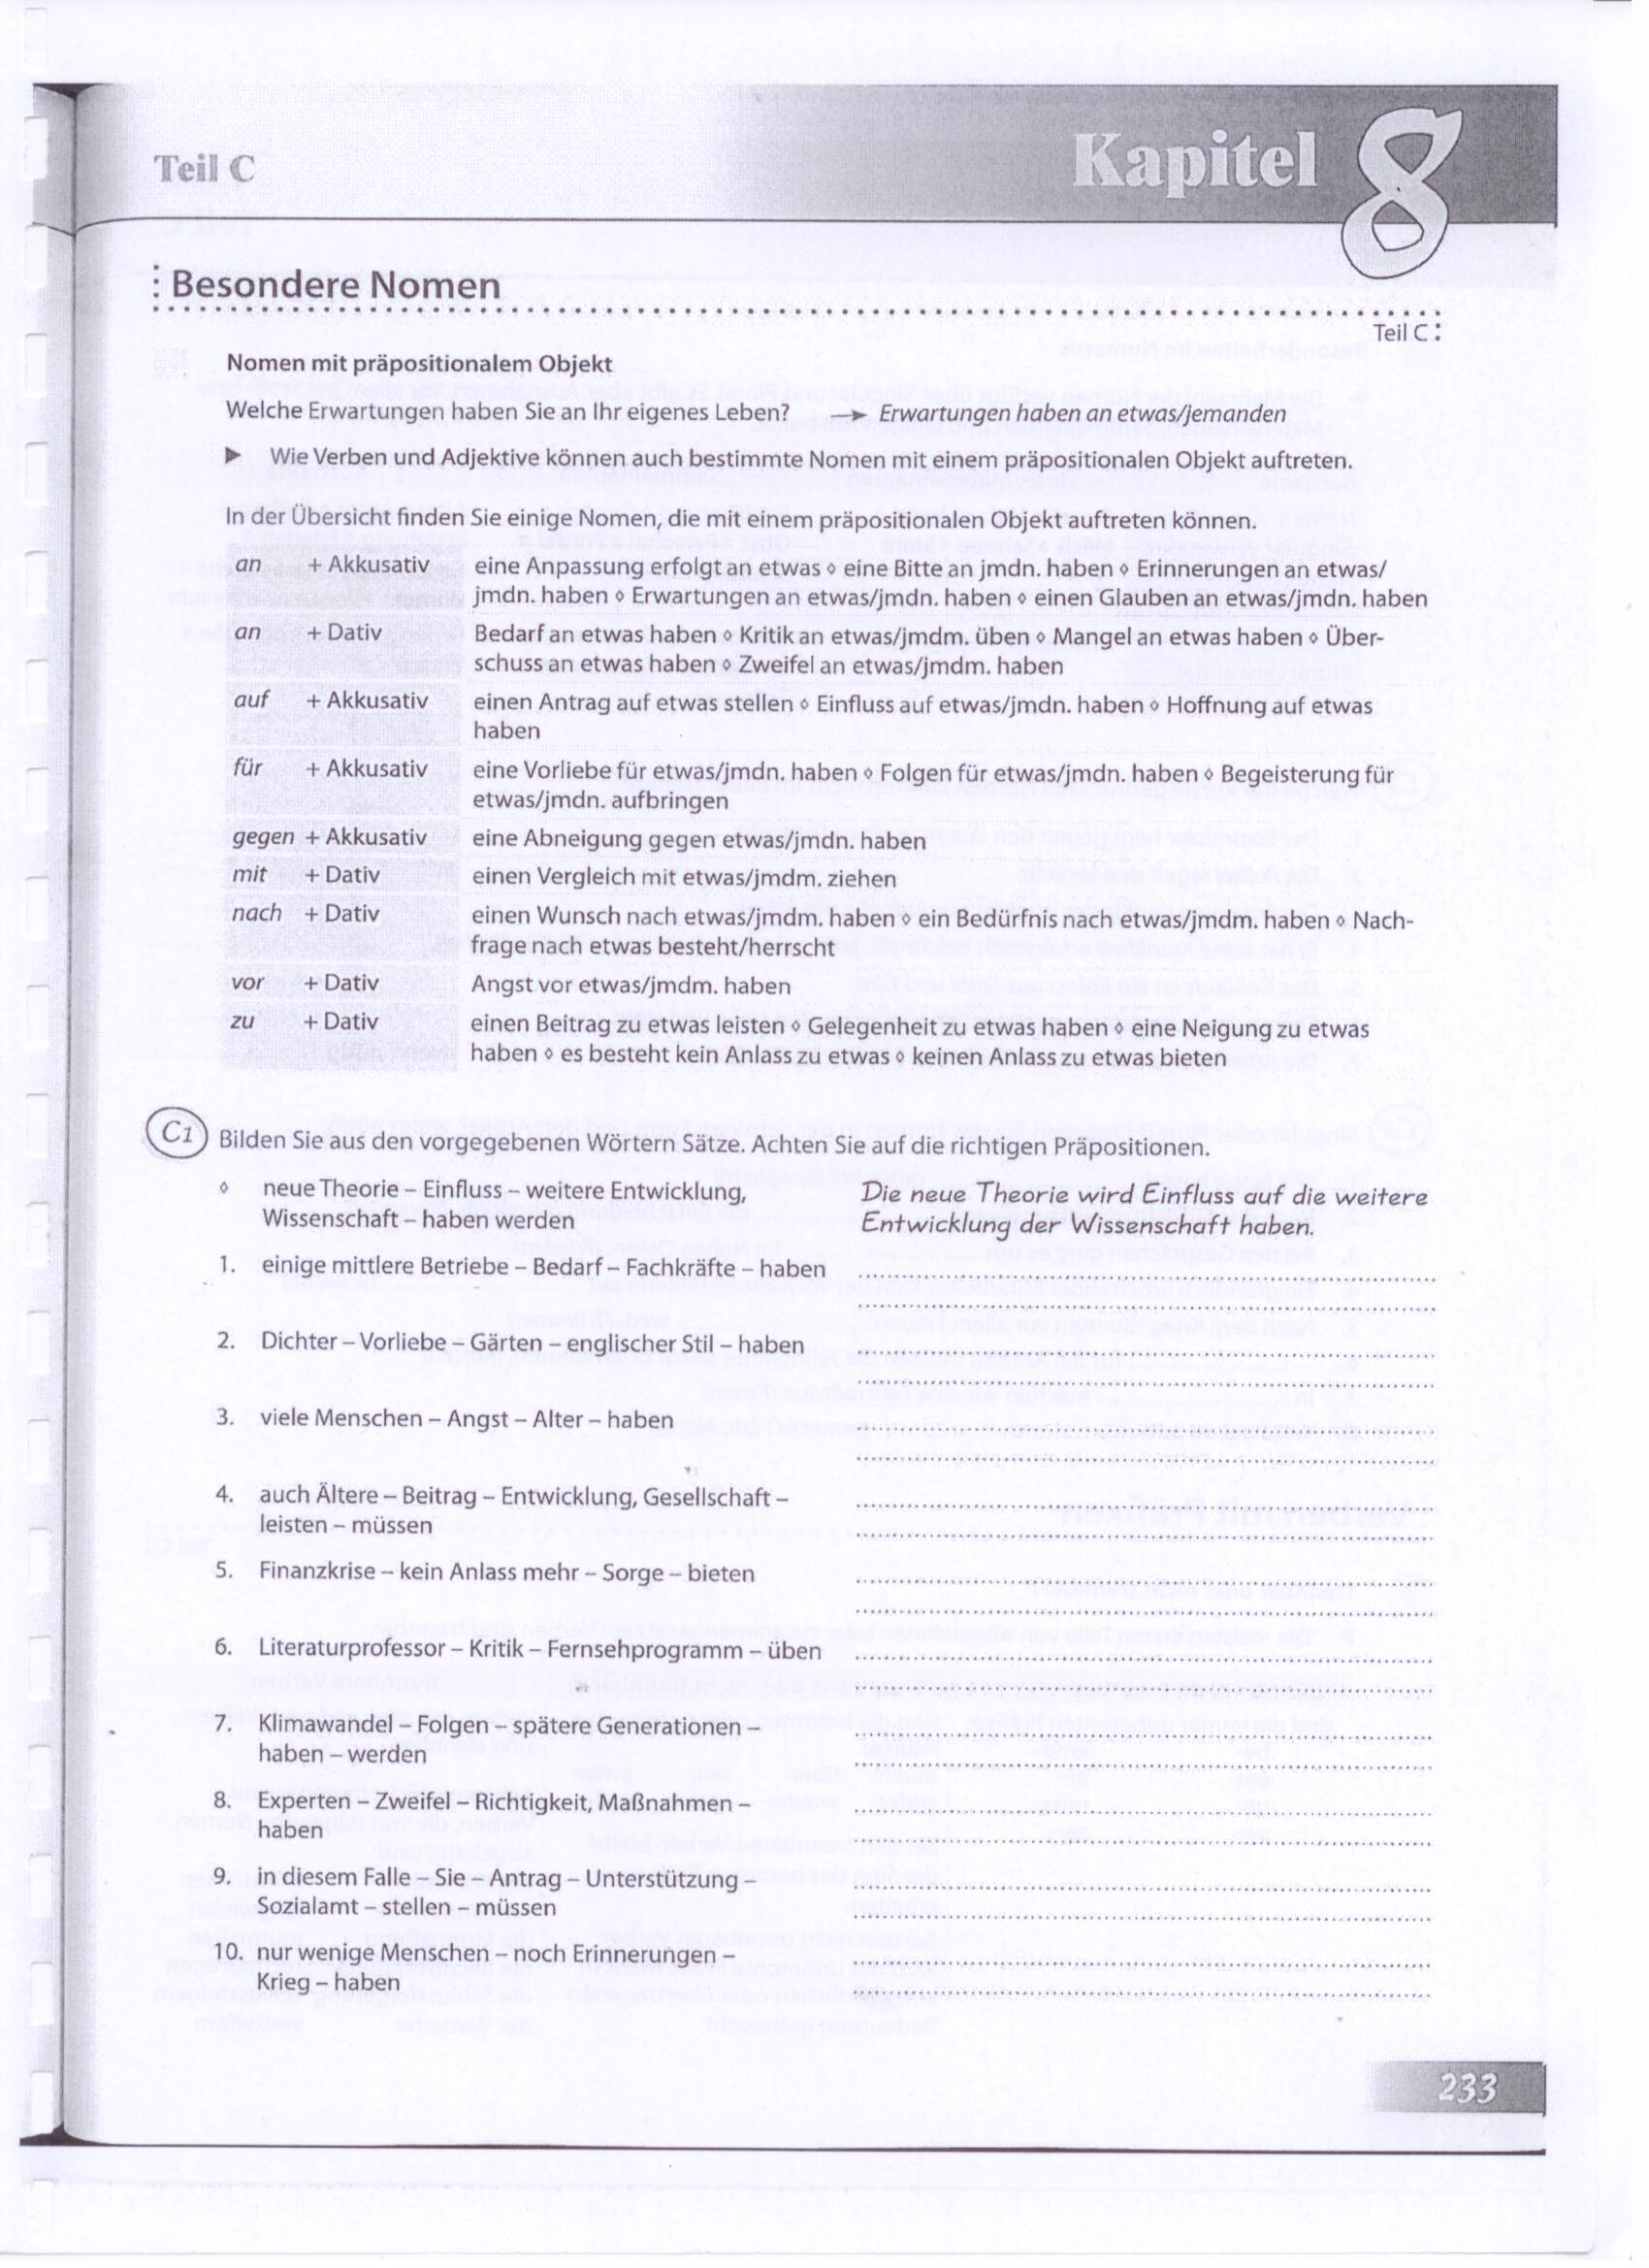 Teil C
Kapitel 8
Besondere Nomen
Teil C
Nomen mit präpositionalem Objekt
Welche Erwartungen haben Sie an Ihr eigenes Leben? → Erwartungen haben an etwas/jemanden
▶ Wie Verben und Adjektive können auch bestimmte Nomen mit einem präpositionalen Objekt auftreten.
In der Übersicht finden Sie einige Nomen, die mit einem präpositionalen Objekt auftreten können.
an + Akkusativ eine Anpassung erfolgt an etwas ◊ eine Bitte an jmdn. haben ◊ Erinnerungen an etwas/
jmdn. haben ◊ Erwartungen an etwas/jmdn. haben ◊ einen Glauben an etwas/jmdn. haben
an + Dativ Bedarf an etwas haben ◊ Kritik an etwas/jmdm. üben ◊ Mangel an etwas haben ◊ Über-
schuss an etwas haben ◊ Zweifel an etwas/jmdm. haben
auf + Akkusativ einen Antrag auf etwas stellen ◊ Einfluss auf etwas/jmdn. haben ◊ Hoffnung auf etwas
haben
für + Akkusativ eine Vorliebe für etwas/jmdn. haben ◊ Folgen für etwas/jmdn. haben ◊ Begeisterung für
etwas/jmdn. aufbringen
gegen + Akkusativ eine Abneigung gegen etwas/jmdn. haben
mit + Dativ einen Vergleich mit etwas/jmdm. ziehen
nach + Dativ einen Wunsch nach etwas/jmdm. haben ◊ ein Bedürfnis nach etwas/jmdm. haben ◊ Nach-
frage nach etwas besteht/herrscht
vor + Dativ Angst vor etwas/jmdm. haben
zu + Dativ einen Beitrag zu etwas leisten ◊ Gelegenheit zu etwas haben ◊ eine Neigung zu etwas
haben ◊ es besteht kein Anlass zu etwas ◊ keinen Anlass zu etwas bieten
C1 Bilden Sie aus den vorgegebenen Wörtern Sätze. Achten Sie auf die richtigen Präpositionen.
◊ neue Theorie – Einfluss – weitere Entwicklung,
Wissenschaft – haben werden
Die neue Theorie wird Einfluss auf die weitere
Entwicklung der Wissenschaft haben.
1. einige mittlere Betriebe – Bedarf – Fachkräfte – haben
2. Dichter – Vorliebe – Gärten – englischer Stil – haben
3. viele Menschen – Angst – Alter – haben
4. auch Ältere – Beitrag – Entwicklung, Gesellschaft –
leisten – müssen
5. Finanzkrise – kein Anlass mehr – Sorge – bieten
6. Literaturprofessor – Kritik – Fernsehprogramm – üben
7. Klimawandel – Folgen – spätere Generationen –
haben – werden
8. Experten – Zweifel – Richtigkeit, Maßnahmen –
haben
9. in diesem Falle – Sie – Antrag – Unterstützung –
Sozialamt – stellen – müssen
10. nur wenige Menschen – noch Erinnerungen –
Krieg – haben
233